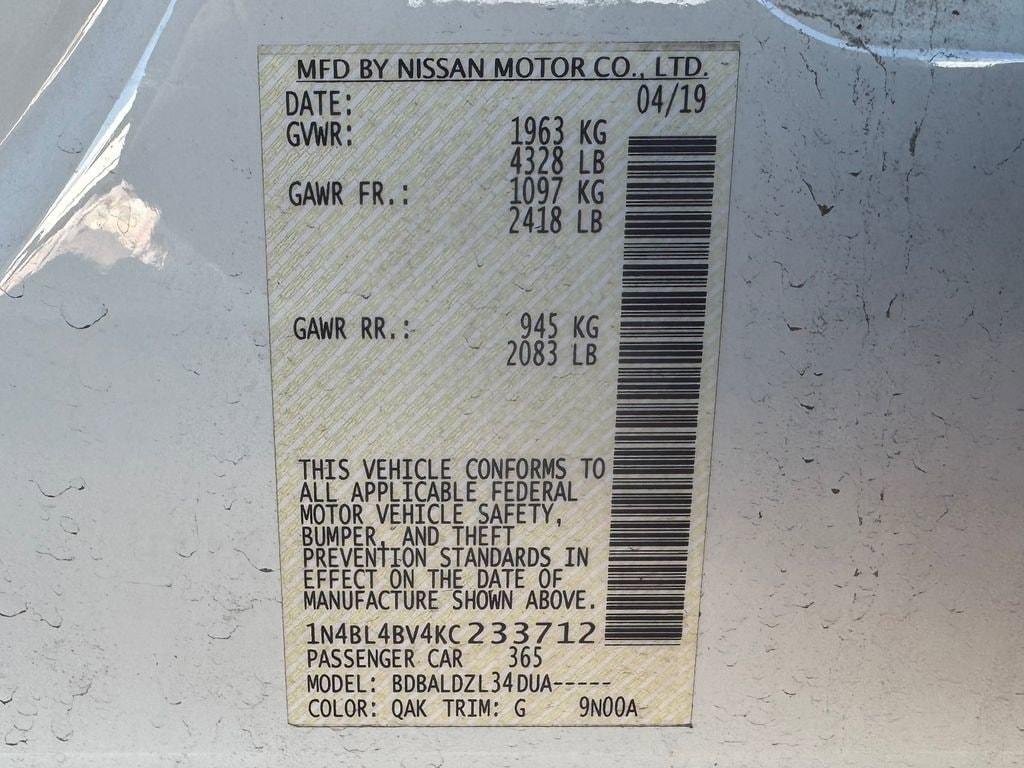 MFD BY NISSAN MOTOR CO., LTD.
DATE: 04/19
GVWR: 1963 KG
4328 LB
GAWR FR.: 1097 KG
2418 LB
GAWR RR.: 945 KG
2083 LB
THIS VEHICLE CONFORMS TO
ALL APPLICABLE FEDERAL
MOTOR VEHICLE SAFETY,
BUMPER, AND THEFT
PREVENTION STANDARDS IN
EFFECT ON THE DATE OF
MANUFACTURE SHOWN ABOVE.
1N4BL4BV4KC233712
PASSENGER CAR 365
MODEL: BDBALDZL34DUA-----
COLOR: QAK TRIM: G 9N00A